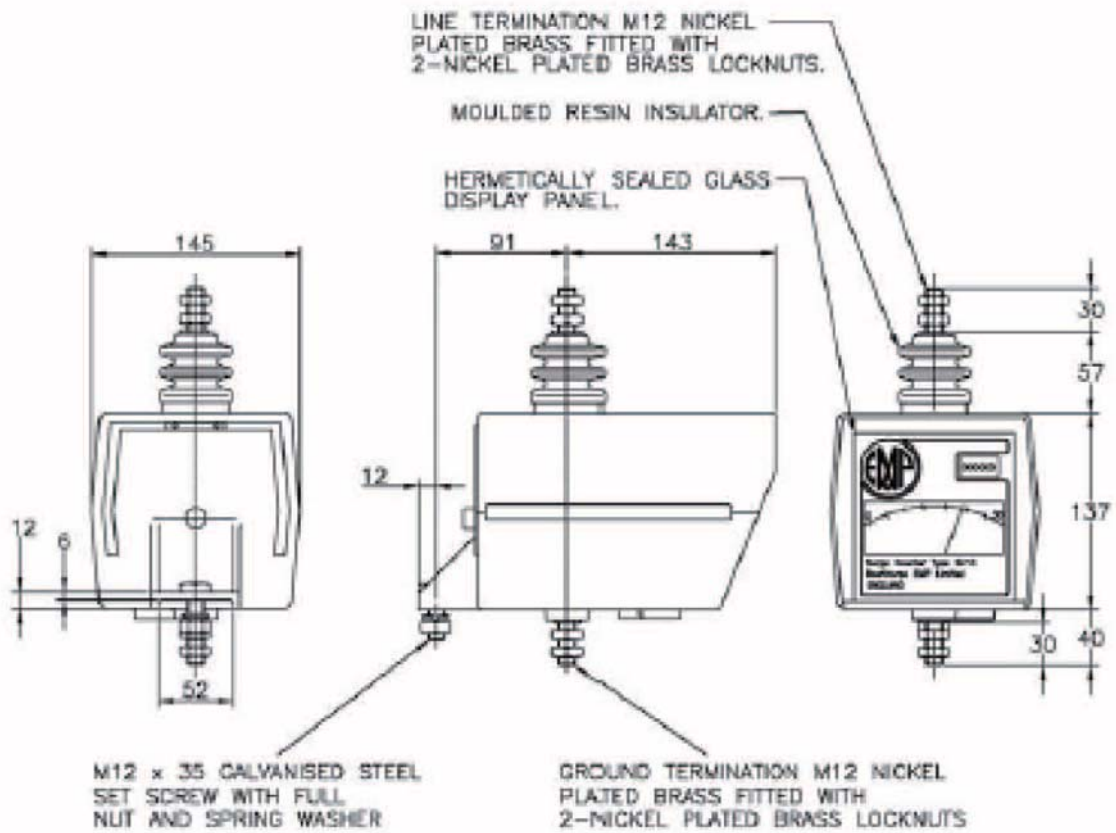 LINE TERMINATION M12 NICKEL
PLATED BRASS FITTED WITH
2-NICKEL PLATED BRASS LOCKNUTS.
MOULDED RESIN INSULATOR.
HERMETICALLY SEALED GLASS
DISPLAY PANEL.
145
91
143
30
57
12
137
12
6
52
30
40
EMP
Limited
ENGLAND
M12 x 35 GALVANISED STEEL
SET SCREW WITH FULL
NUT AND SPRING WASHER
GROUND TERMINATION M12 NICKEL
PLATED BRASS FITTED WITH
2-NICKEL PLATED BRASS LOCKNUTS